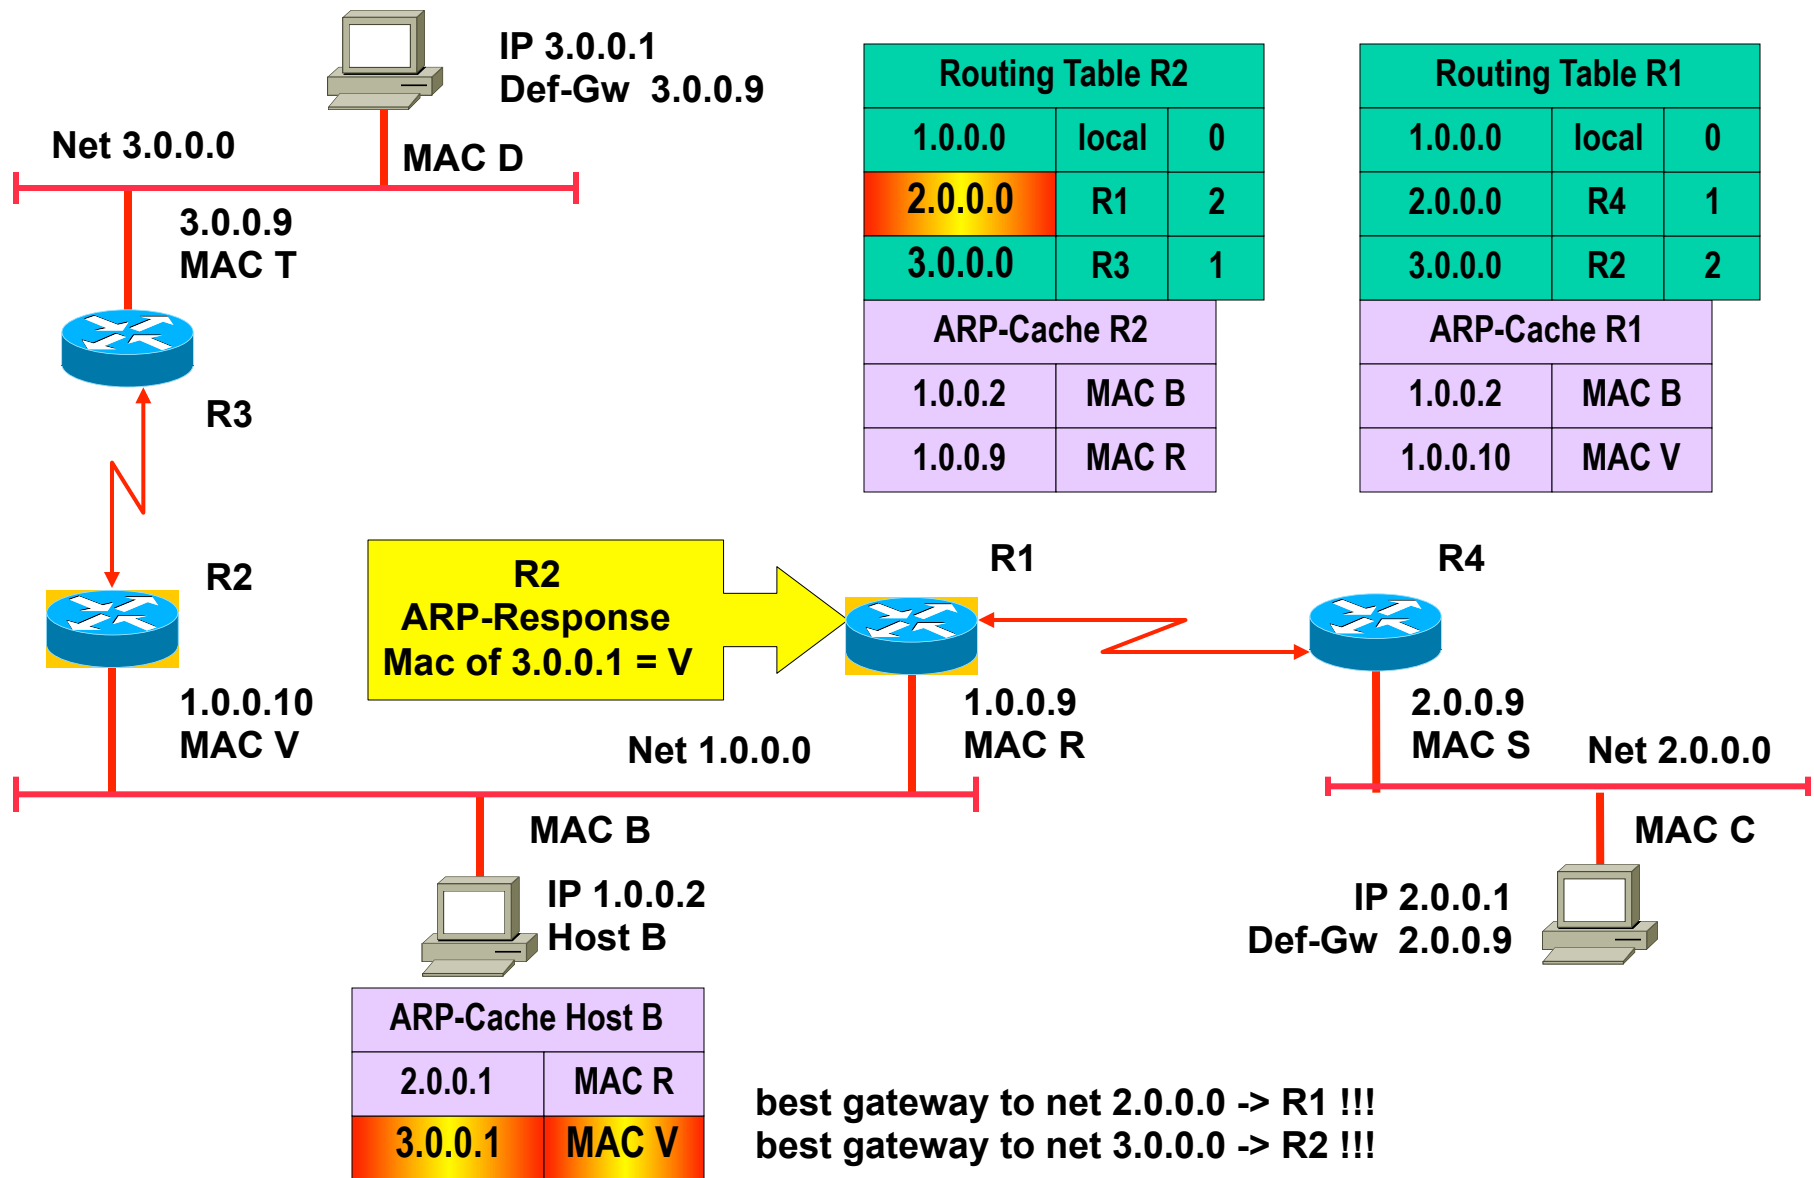 IP 3.0.0.1
Def-Gw 3.0.0.9
Net 3.0.0.0
MAC D
3.0.0.9
MAC T
R3
Routing Table R2
1.0.0.0 local 0
2.0.0.0 R1 2
3.0.0.0 R3 1
ARP-Cache R2
1.0.0.2 MAC B
1.0.0.9 MAC R
Routing Table R1
1.0.0.0 local 0
2.0.0.0 R4 1
3.0.0.0 R2 2
ARP-Cache R1
1.0.0.2 MAC B
1.0.0.10 MAC V
R2
R2
ARP-Response
Mac of 3.0.0.1 = V
R1
R4
1.0.0.10
MAC V
Net 1.0.0.0
1.0.0.9
MAC R
2.0.0.9
MAC S
Net 2.0.0.0
MAC B
MAC C
IP 1.0.0.2
Host B
IP 2.0.0.1
Def-Gw 2.0.0.9
ARP-Cache Host B
2.0.0.1 MAC R
3.0.0.1 MAC V
best gateway to net 2.0.0.0 -> R1 !!!
best gateway to net 3.0.0.0 -> R2 !!!